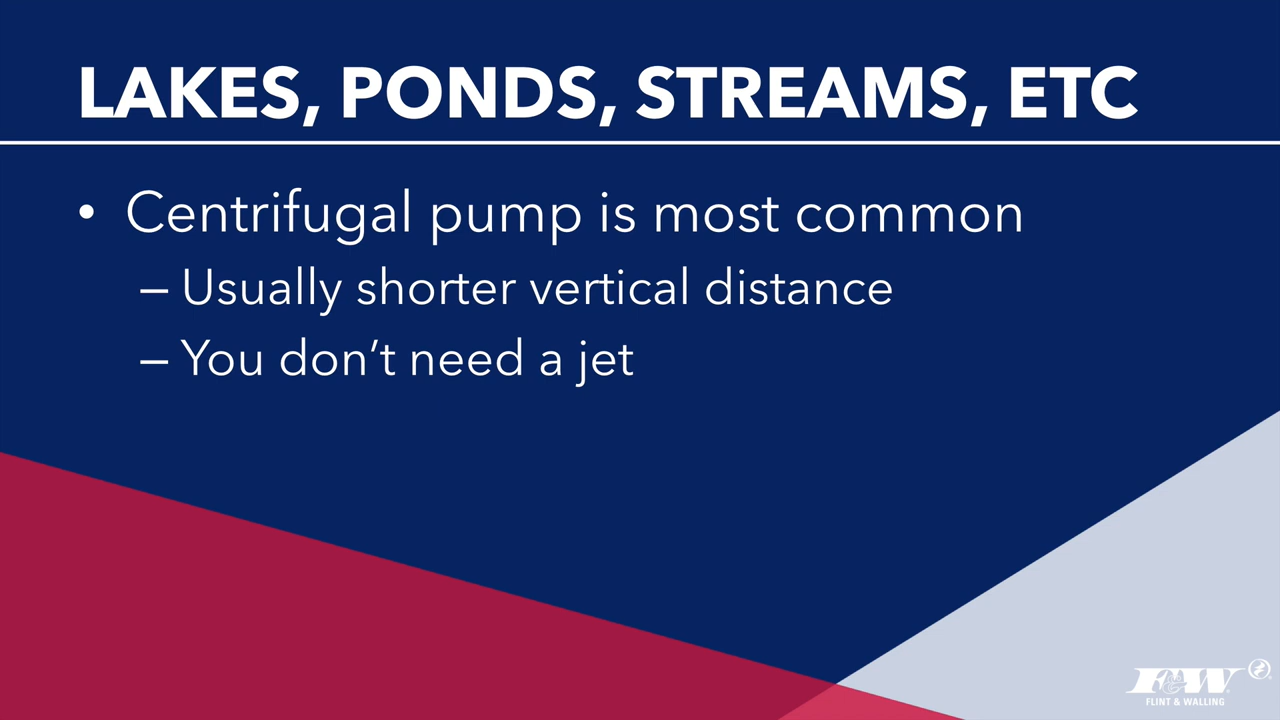 LAKES, PONDS, STREAMS, ETC
• Centrifugal pump is most common
– Usually shorter vertical distance
– You don’t need a jet
F&W
FLINT & WALLING